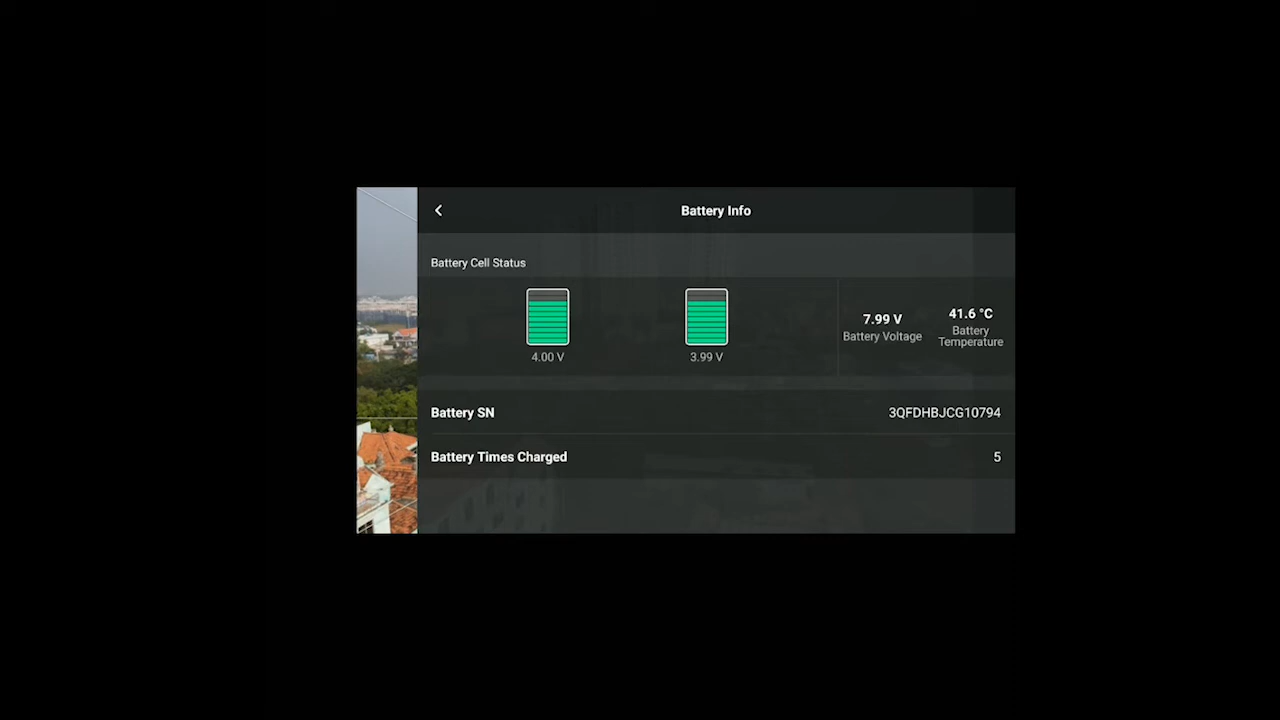 Battery Info
Battery Cell Status
4.00 V
3.99 V
7.99 V
Battery Voltage
41.6 °C
Battery
Temperature
Battery SN
3QFDHBJCG10794
Battery Times Charged
5